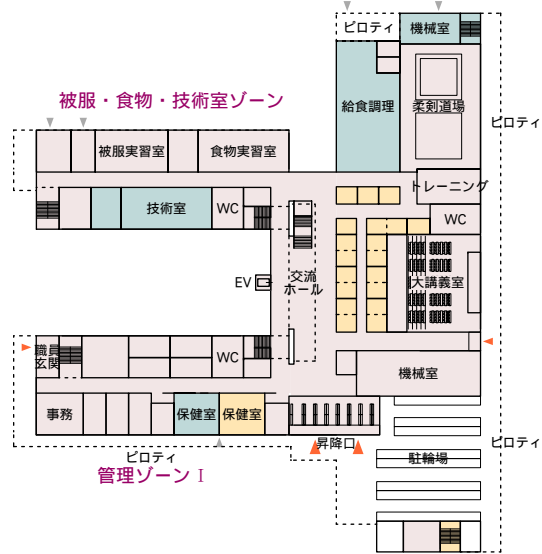 ピロティ
機械室
被服・食物・技術室ゾーン
給食調理
柔剣道場
ピロティ
被服実習室
食物実習室
トレーニング
技術室
WC
WC
EV
交流
ホール
大講義室
職員
玄関
WC
機械室
事務
保健室
保健室
昇降口
ピロティ
ピロティ
駐輪場
管理ゾーンⅠ